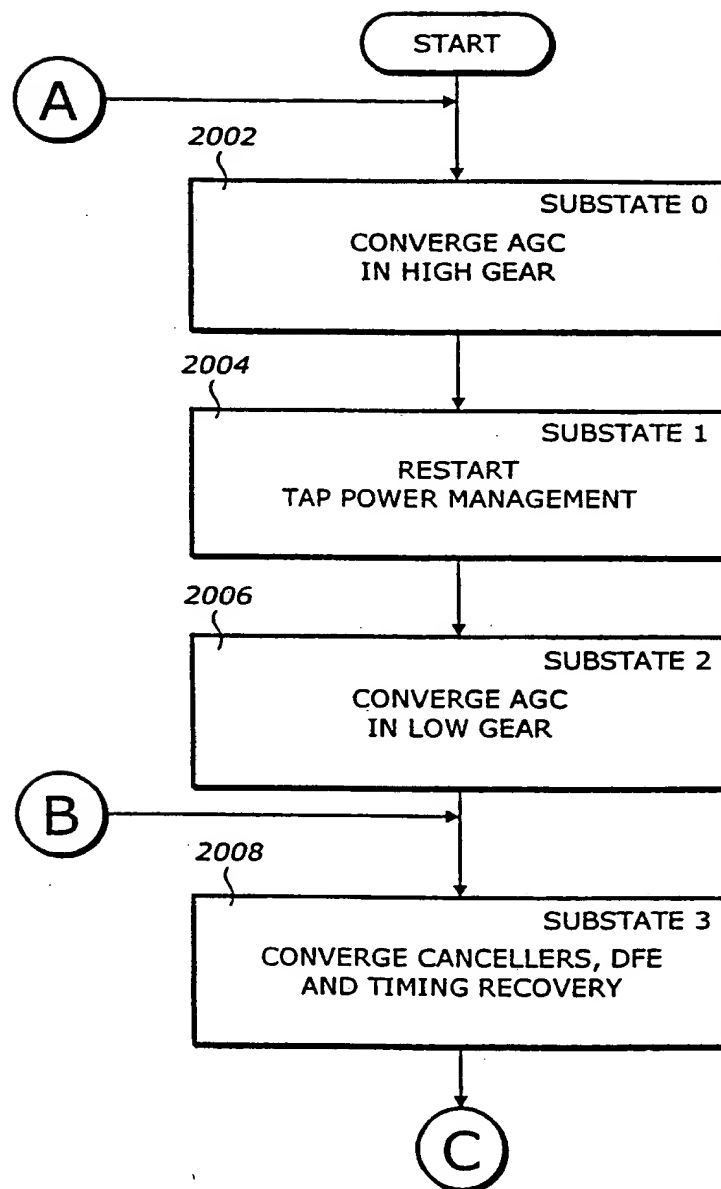 START
A
2002
SUBSTATE 0
CONVERGE AGC
IN HIGH GEAR
2004
SUBSTATE 1
RESTART
TAP POWER MANAGEMENT
2006
SUBSTATE 2
CONVERGE AGC
IN LOW GEAR
B
2008
SUBSTATE 3
CONVERGE CANCELLERS, DFE
AND TIMING RECOVERY
C